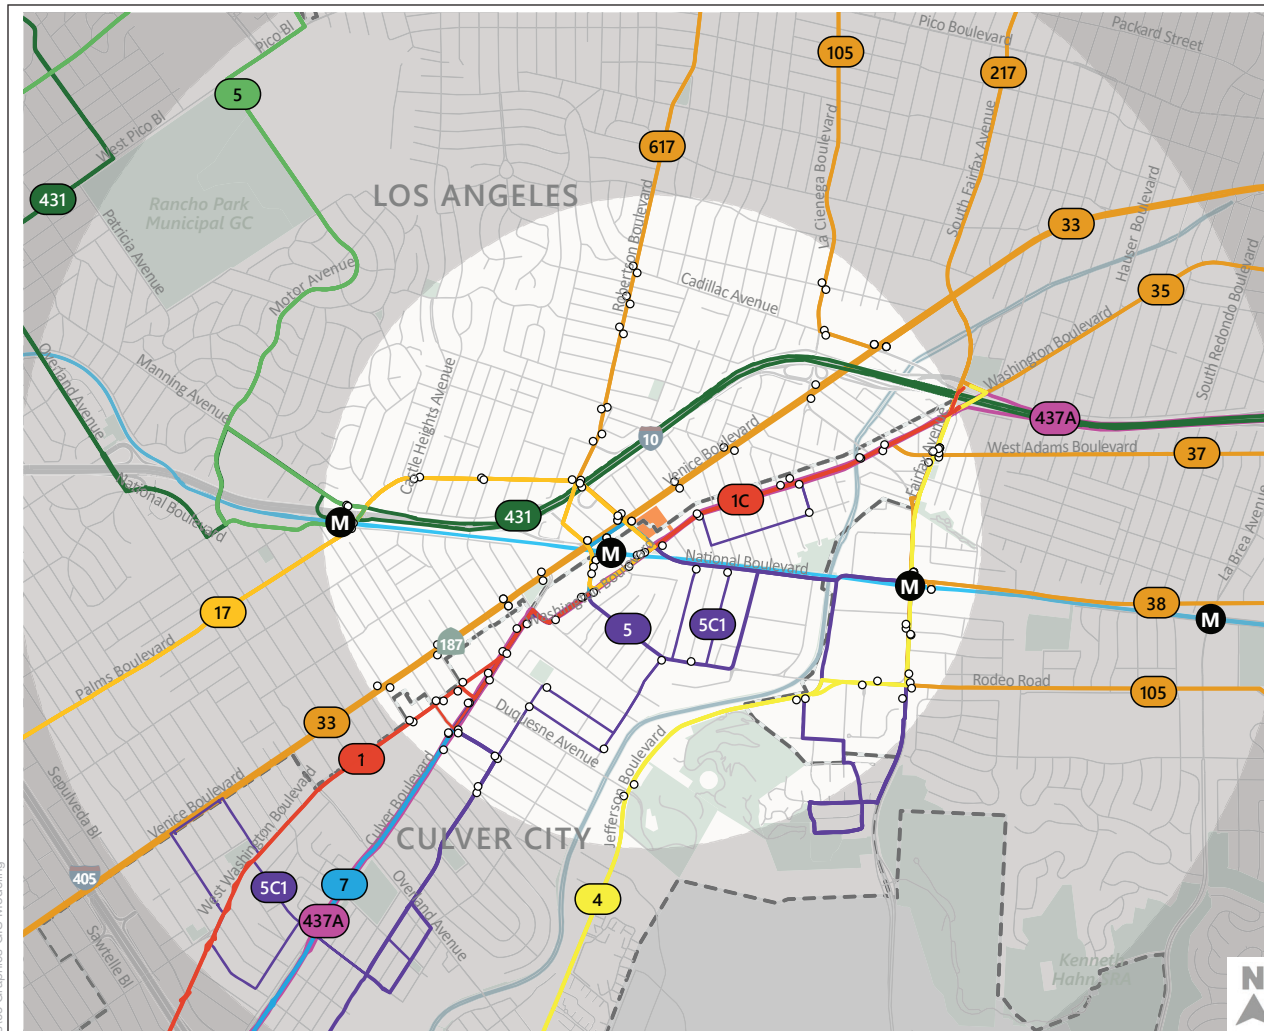 Pico Bl
Pico Boulevard
Packard Street
105
217
5
West Pico Bl
617
La Cienega Boulevard
South Fairfax Avenue
431
LOS ANGELES
Rancho Park
Municipal GC
Patricia Avenue
Robertson Boulevard
33
Hauser Boulevard
Motor Avenue
Cadillac Avenue
35
South Redondo Boulevard
Washington Boulevard
Overland Avenue
Manning Avenue
Castle Heights Avenue
437A
10
Venice Boulevard
West Adams Boulevard
37
Fairfax Avenue
National Boulevard
431
1C
M
M
National Boulevard
La Brea Avenue
M
Washington Boulevard
17
5
5C1
38
M
187
Palms Boulevard
Rodeo Road
105
33
Duquesne Avenue
1
Jefferson Boulevard
Sepulveda Bl
Venice Boulevard
West Washington Boulevard
Culver Boulevard
CULVER CITY
405
5C1
7
Overland Avenue
4
437A
Sawtelle Bl
Kenneth
N